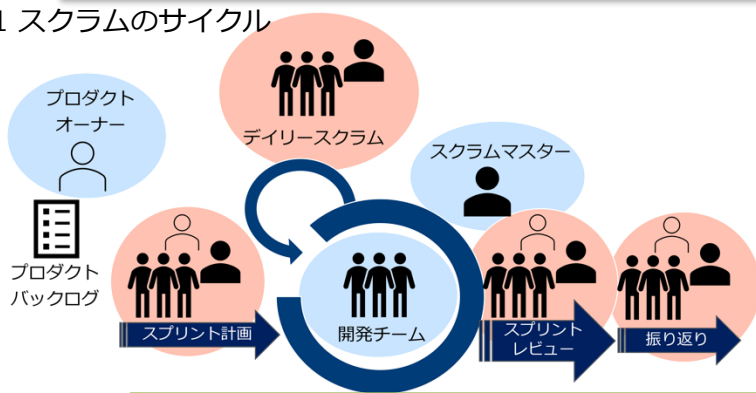 1 スクラムのサイクル
プロダクト
オーナー
デイリースクラム
スクラムマスター
プロダクト
バックログ
スプリント計画
開発チーム
スプリント
レビュー
振り返り